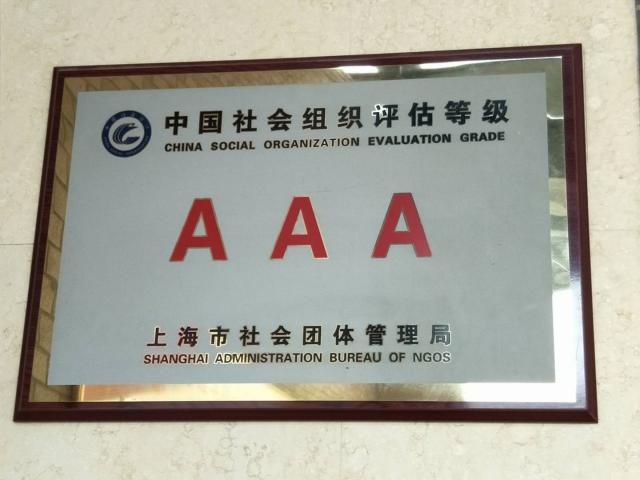 中国社会组织评估等级
CHINA SOCIAL ORGANIZATION EVALUATION GRADE
A A A
上海市社会团体管理局
SHANGHAI ADMINISTRATION BUREAU OF NGOS